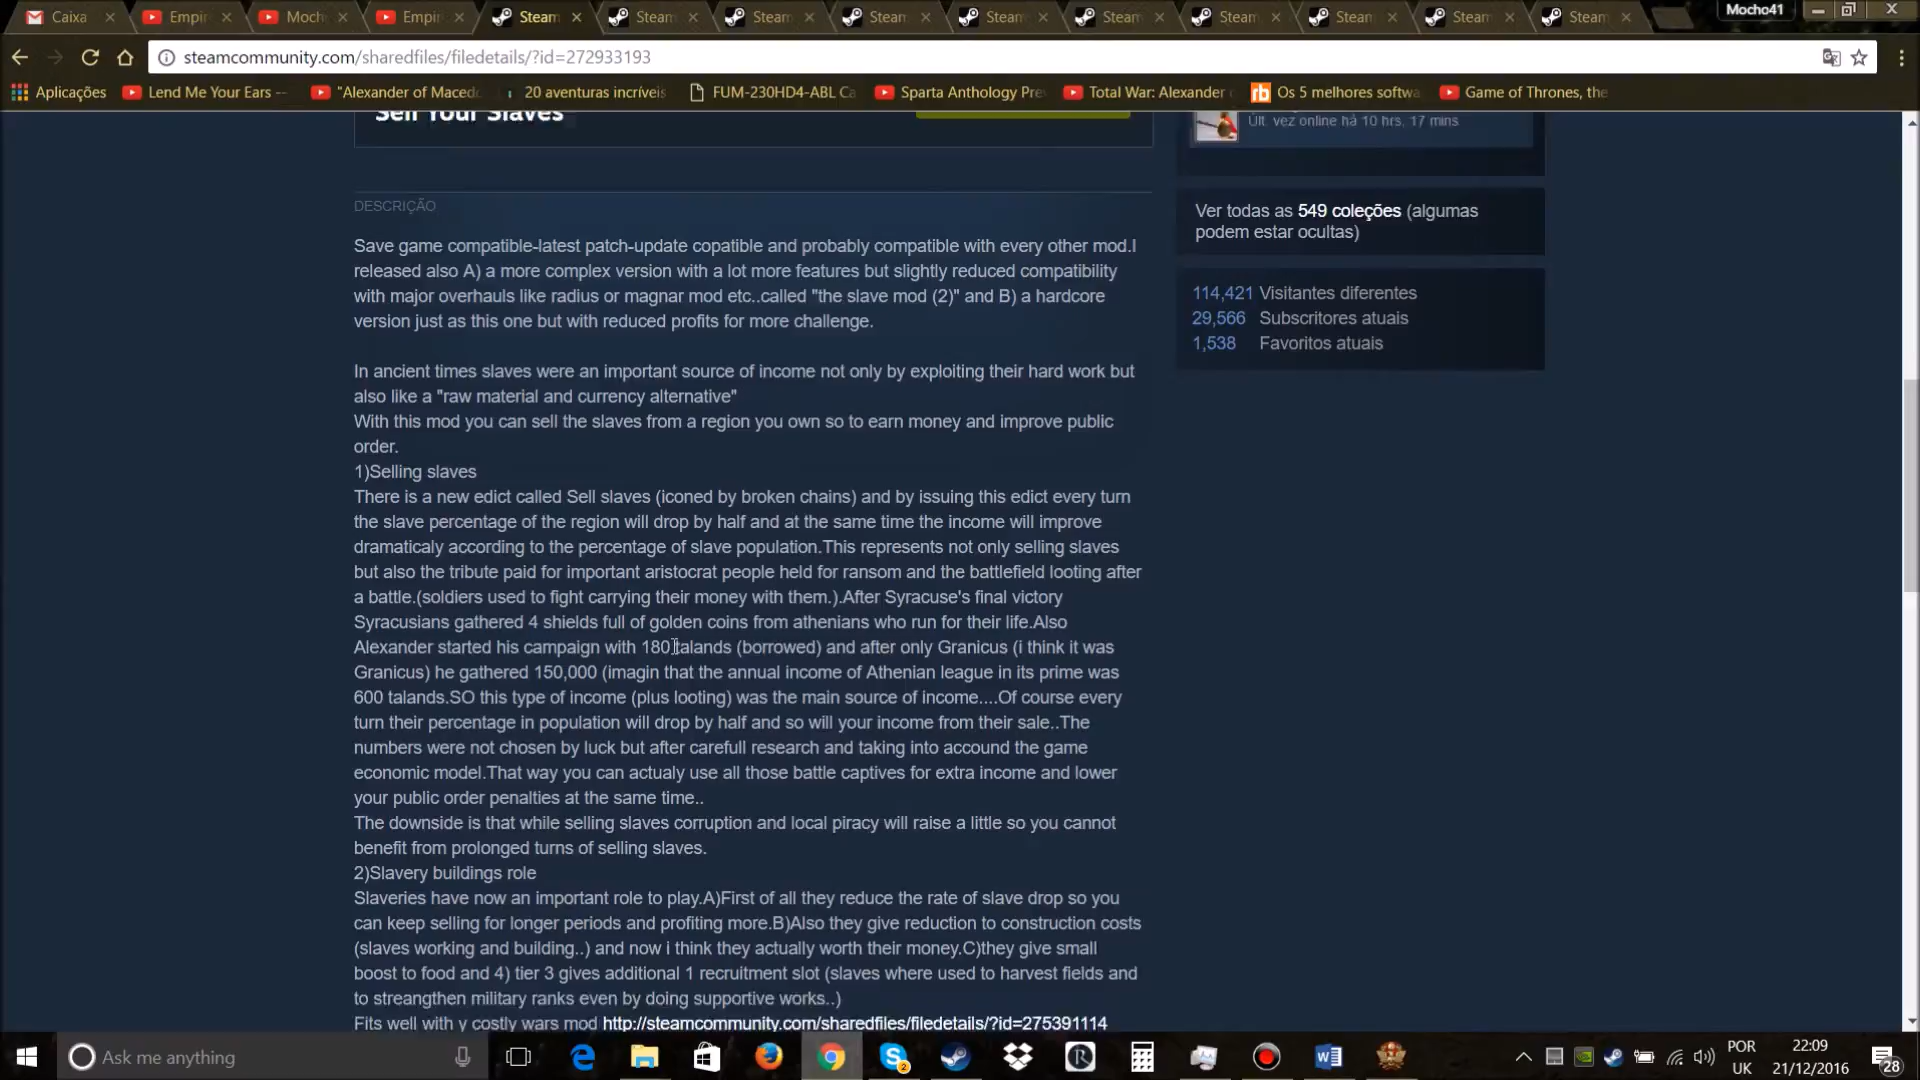 Caixa
Empir
Moch
Empir
Steam
Steam
Steam
Steam
Steam
Steam
Steam
Steam
Steam
Steam
Mocho41
steamcommunity.com/sharedfiles/filedetails/?id=272933193
Aplicações
Lend Me Your Ears --
"Alexander of Maced
20 aventuras incríveis
FUM-230HD4-ABL Ca
Sparta Anthology Pre
Total War: Alexander
Os 5 melhores softwa
Game of Thrones, the
Sell Your Slaves
Últ. vez online há 10 hrs, 17 mins
Ver todas as 549 coleções (algumas
podem estar ocultas)
114,421 Visitantes diferentes
29,566 Subscritores atuais
1,538 Favoritos atuais
DESCRIÇÃO
Save game compatible-latest patch-update copatible and probably compatible with every other mod.I
released also A) a more complex version with a lot more features but slightly reduced compatibility
with major overhauls like radius or magnar mod etc..called "the slave mod (2)" and B) a hardcore
version just as this one but with reduced profits for more challenge.
In ancient times slaves were an important source of income not only by exploiting their hard work but
also like a "raw material and currency alternative"
With this mod you can sell the slaves from a region you own so to earn money and improve public
order.
1)Selling slaves
There is a new edict called Sell slaves (iconed by broken chains) and by issuing this edict every turn
the slave percentage of the region will drop by half and at the same time the income will improve
dramaticaly according to the percentage of slave population.This represents not only selling slaves
but also the tribute paid for important aristocrat people held for ransom and the battlefield looting after
a battle.(soldiers used to fight carrying their money with them.).After Syracuse's final victory
Syracusians gathered 4 shields full of golden coins from athenians who run for their life.Also
Alexander started his campaign with 180 talands (borrowed) and after only Granicus (i think it was
Granicus) he gathered 150,000 (imagin that the annual income of Athenian league in its prime was
600 talands.SO this type of income (plus looting) was the main source of income....Of course every
turn their percentage in population will drop by half and so will your income from their sale..The
numbers were not chosen by luck but after carefull research and taking into accound the game
economic model.That way you can actualy use all those battle captives for extra income and lower
your public order penalties at the same time..
The downside is that while selling slaves corruption and local piracy will raise a little so you cannot
benefit from prolonged turns of selling slaves.
2)Slavery buildings role
Slaveries have now an important role to play.A)First of all they reduce the rate of slave drop so you
can keep selling for longer periods and profiting more.B)Also they give reduction to construction costs
(slaves working and building..) and now i think they actually worth their money.C)they give small
boost to food and 4) tier 3 gives additional 1 recruitment slot (slaves where used to harvest fields and
to streangthen military ranks even by doing supportive works..)
Fits well with y costly wars mod http://steamcommunity.com/sharedfiles/filedetails/?id=275391114
Ask me anything
2
POR
UK
22:09
21/12/2016
28